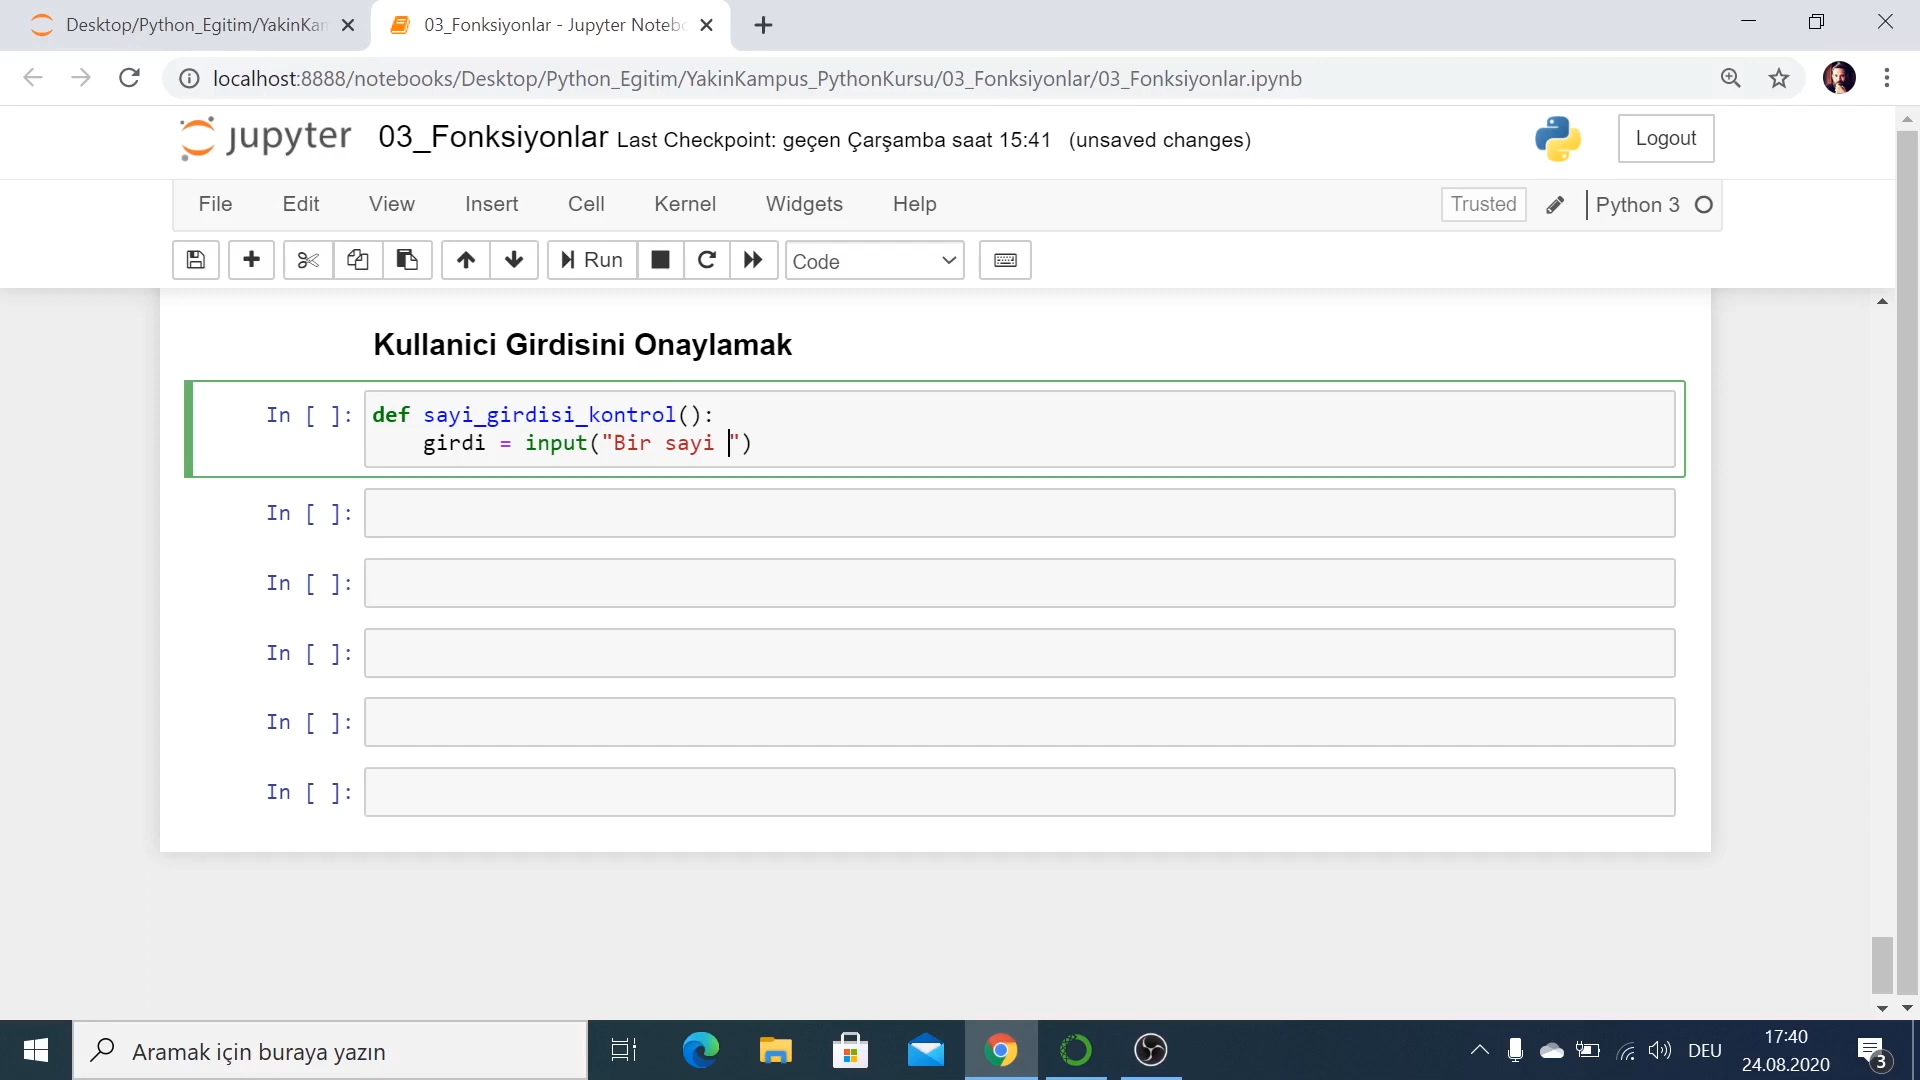 Desktop/Python_Egitim/YakinKan
03_Fonksiyonlar - Jupyter Notebo
localhost:8888/notebooks/Desktop/Python_Egitim/YakinKampus_PythonKursu/03_Fonksiyonlar/03_Fonksiyonlar.ipynb
jupyter 03_Fonksiyonlar Last Checkpoint: geçen Çarşamba saat 15:41 (unsaved changes)
Logout
File Edit View Insert Cell Kernel Widgets Help
Trusted Python 3
Run Code
Kullanici Girdisini Onaylamak
In [ ]: def sayi_girdisi_kontrol():
girdi = input("Bir sayi ")
In [ ]:
In [ ]:
In [ ]:
In [ ]:
In [ ]:
Aramak için buraya yazın
DEU
17:40
24.08.2020
3